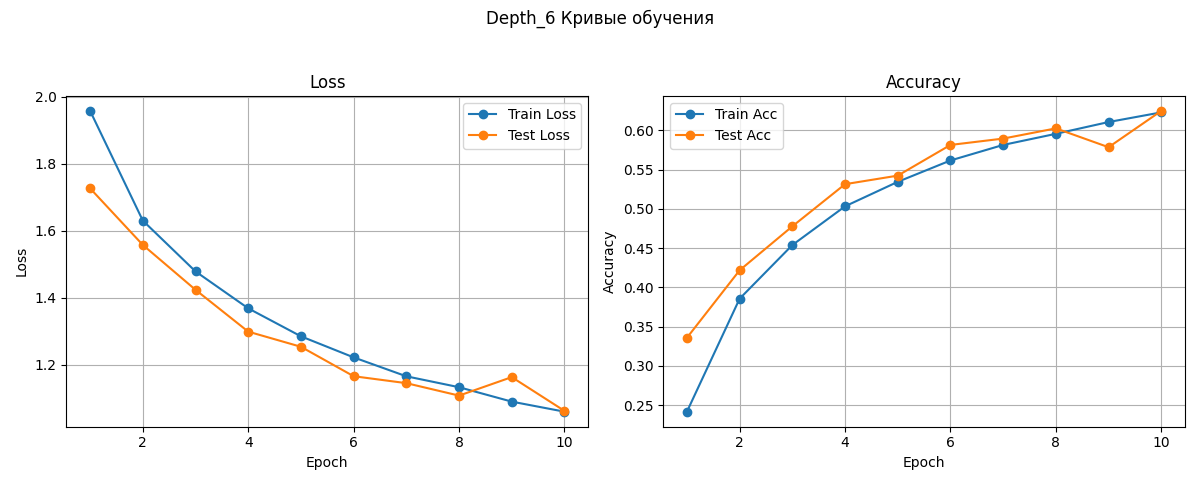 Depth_6 Кривые обучения
Loss
Train Loss
Test Loss
2.0
1.8
1.6
1.4
1.2
Loss
2 4 6 8 10
Epoch
Accuracy
Train Acc
Test Acc
0.60
0.55
0.50
0.45
0.40
0.35
0.30
0.25
Accuracy
2 4 6 8 10
Epoch